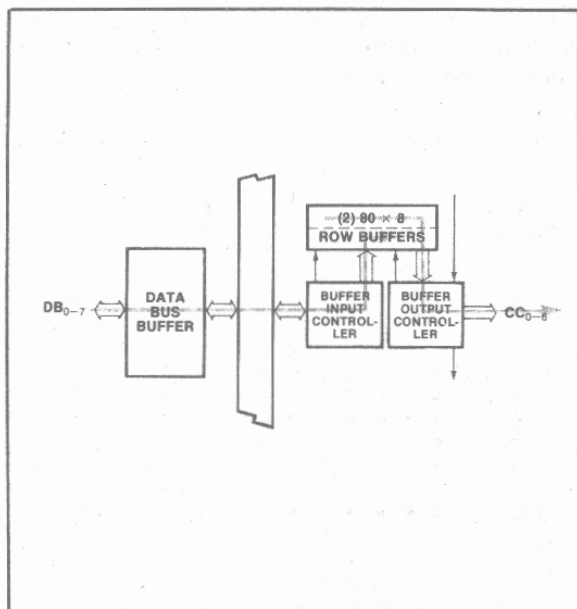 (2) 80 × 8
ROW BUFFERS
DB0–7
DATA
BUS
BUFFER
BUFFER
INPUT
CONTROL-
LER
BUFFER
OUTPUT
CONTROL-
LER
CC0–6